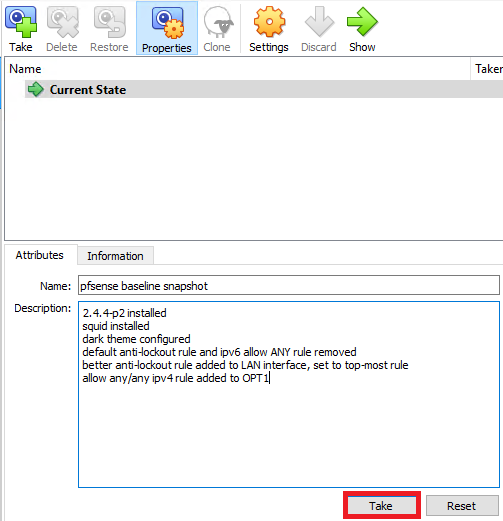 Take Delete Restore Properties Clone Settings Discard Show
Name Taken
Current State
Attributes Information
Name: pfsense baseline snapshot
Description: 2.4.4-p2 installed
squid installed
dark theme configured
default anti-lockout rule and ipv6 allow ANY rule removed
better anti-lockout rule added to LAN interface, set to top-most rule
allow any/any ipv4 rule added to OPT1
Take Reset